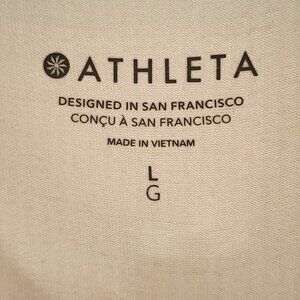 ATHLETA
DESIGNED IN SAN FRANCISCO
CONÇU À SAN FRANCISCO
MADE IN VIETNAM
L
G